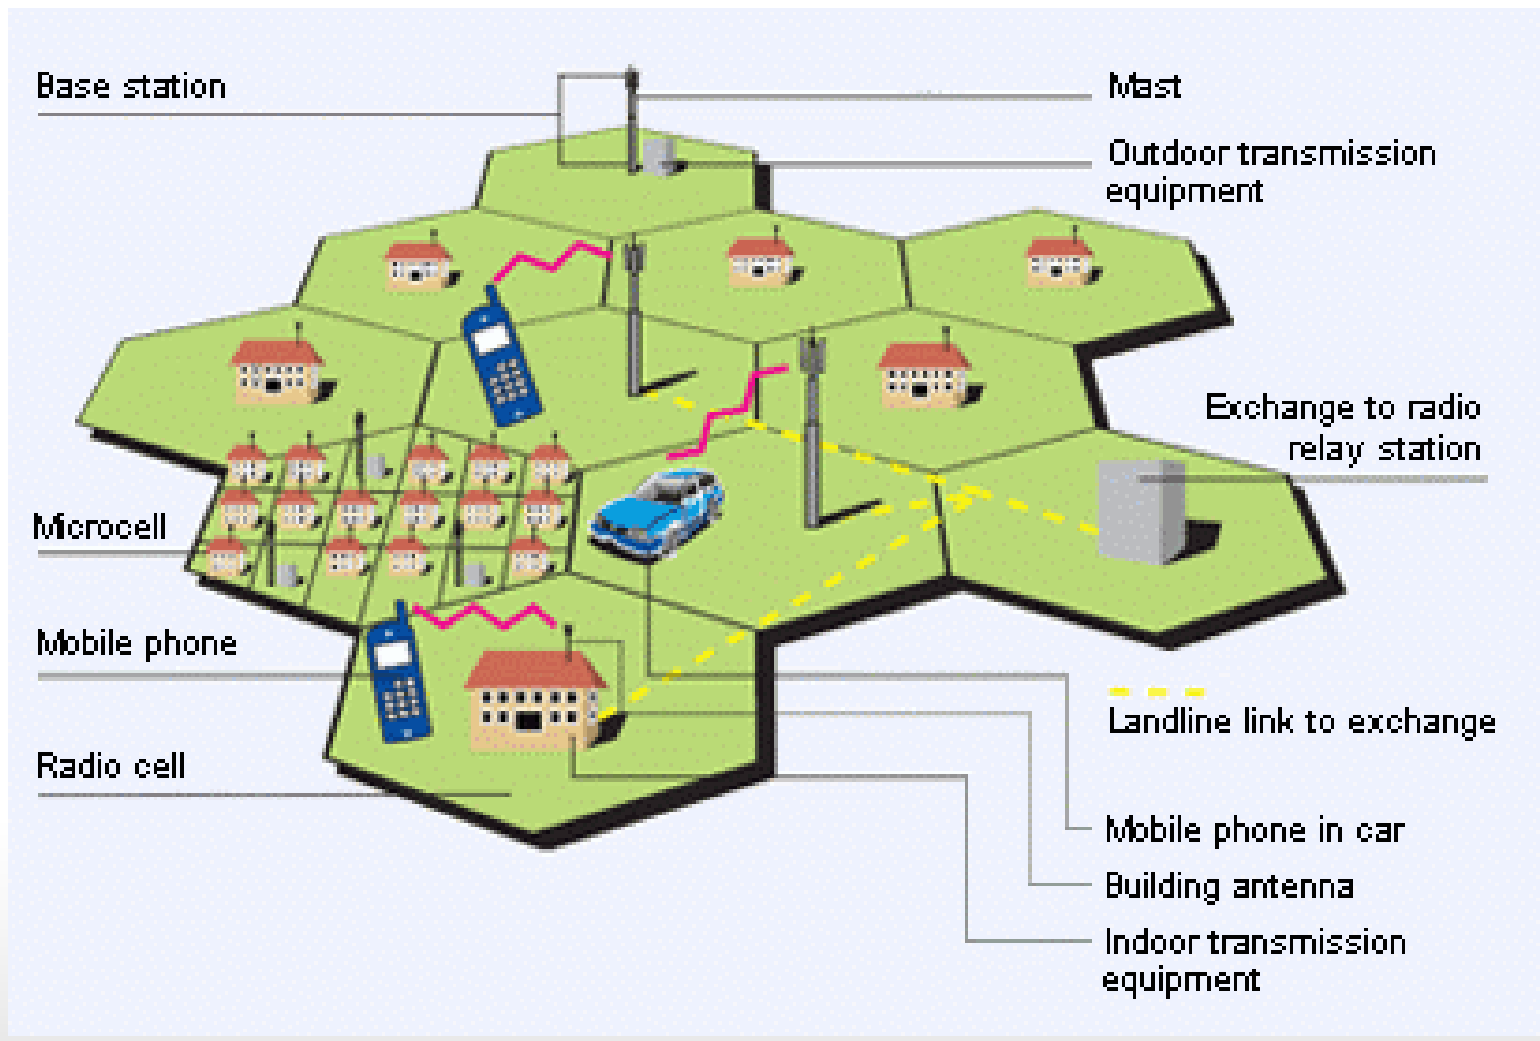 Base station
Mast
Outdoor transmission
equipment
Exchange to radio
relay station
Microcell
Mobile phone
Radio cell
Landline link to exchange
Mobile phone in car
Building antenna
Indoor transmission
equipment